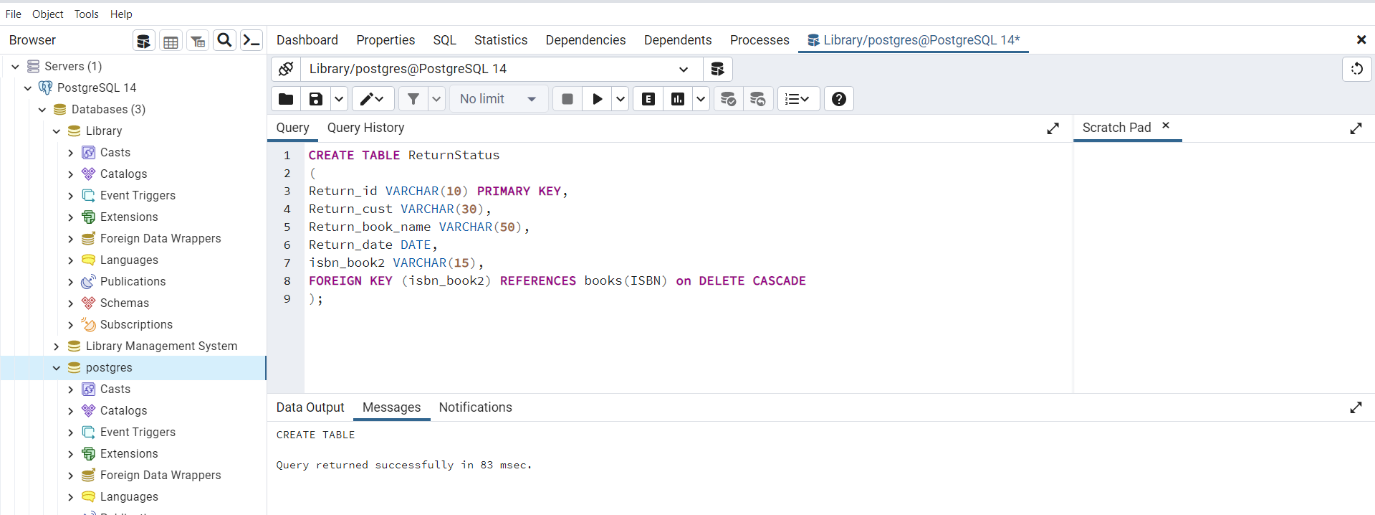 File Object Tools Help
Browser
Dashboard Properties SQL Statistics Dependencies Dependents Processes Library/postgres@PostgreSQL 14*
Servers (1)
PostgreSQL 14
Databases (3)
Library
Casts
Catalogs
Event Triggers
Extensions
Foreign Data Wrappers
Languages
Publications
Schemas
Subscriptions
Library Management System
postgres
Casts
Catalogs
Event Triggers
Extensions
Foreign Data Wrappers
Languages
Library/postgres@PostgreSQL 14
No limit
E
Query Query History
Scratch Pad
1 CREATE TABLE ReturnStatus
2 (
3 Return_id VARCHAR(10) PRIMARY KEY,
4 Return_cust VARCHAR(30),
5 Return_book_name VARCHAR(50),
6 Return_date DATE,
7 isbn_book2 VARCHAR(15),
8 FOREIGN KEY (isbn_book2) REFERENCES books(ISBN) on DELETE CASCADE
9 );
Data Output Messages Notifications
CREATE TABLE
Query returned successfully in 83 msec.